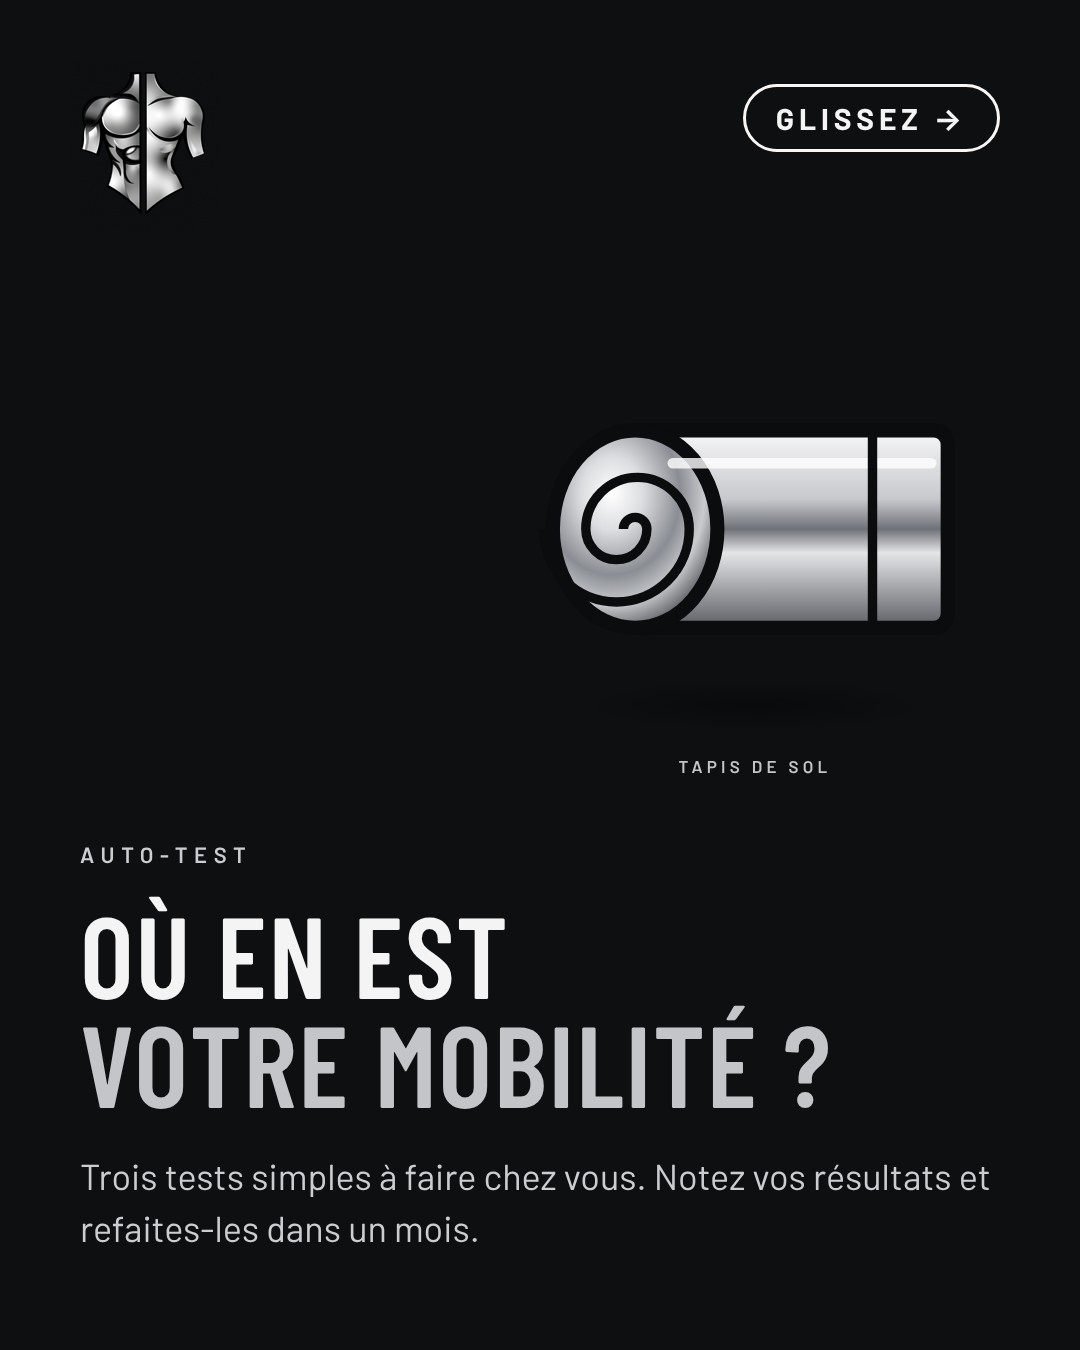 GLISSEZ →
TAPIS DE SOL
AUTO-TEST
OÙ EN EST
VOTRE MOBILITÉ ?
Trois tests simples à faire chez vous. Notez vos résultats et
refaites-les dans un mois.